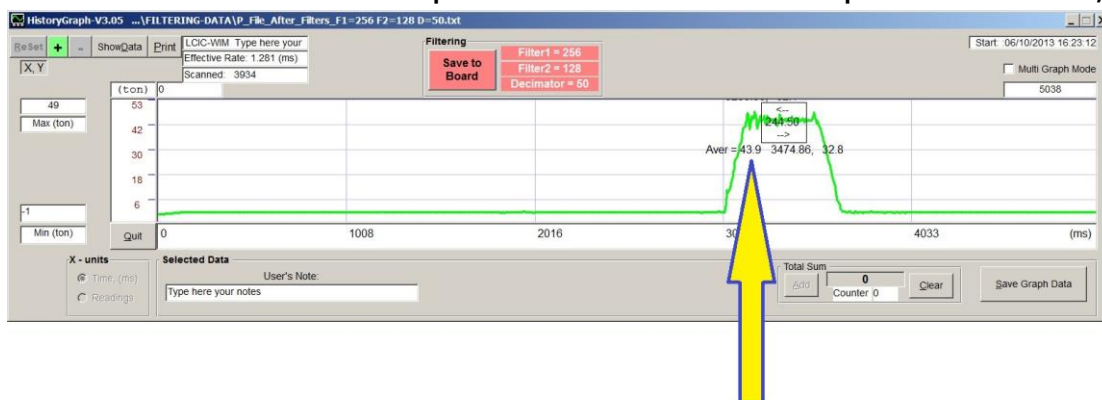 HistoryGraph-V3.05 ...\FILTERING-DATA\P_File_After_Filters_F1=256 F2=128 D=50.txt
ReSet + - ShowData Print LCIC-WIM Type here your
Effective Rate: 1.281 (ms)
Scanned: 3934
X,Y
Filtering
Save to Board
Filter1 = 256
Filter2 = 128
Decimator = 50
Start :06/10/2013 16:23:12
Multi Graph Mode
5038
(ton) 0
49
Max (ton)
53
42
30
18
6
<--
244.50
-->
Aver = 43.9 3474.86, 32.8
-1
Min (ton)
Quit
0 1008 2016 4033 (ms)
X - units
Time, (ms)
Readings
Selected Data
User's Note:
Type here your notes
Total Sum
Add 0
Counter 0
Clear
Save Graph Data